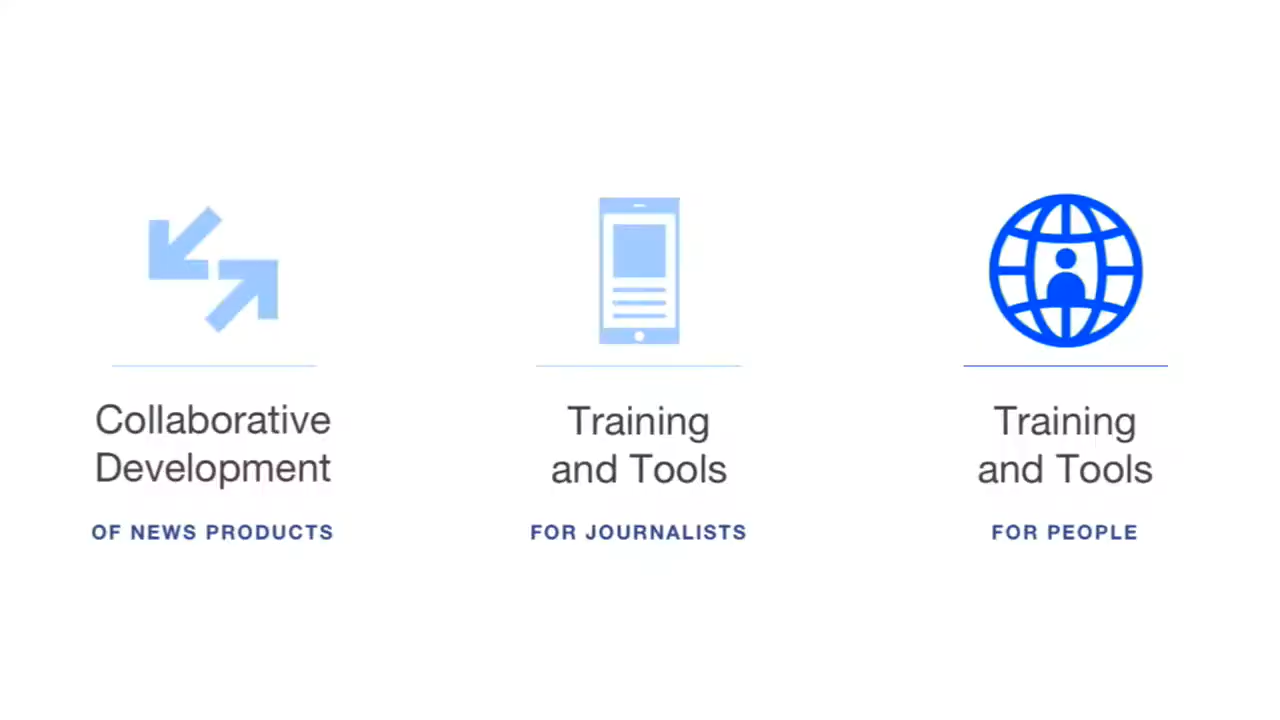 Collaborative
Development
OF NEWS PRODUCTS
Training
and Tools
FOR JOURNALISTS
Training
and Tools
FOR PEOPLE